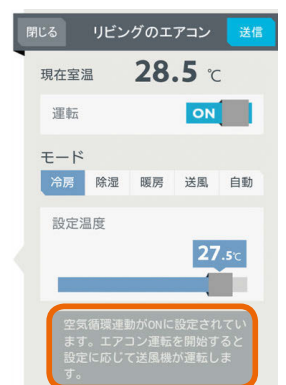 閉じる リビングのエアコン 送信
現在室温 28.5 ℃
運転 ON
モード
冷房 除湿 暖房 送風 自動
設定温度
27.5℃
空気循環連動がONに設定されてい
ます。エアコン運転を開始すると
設定に応じて送風機が運転しま
す。